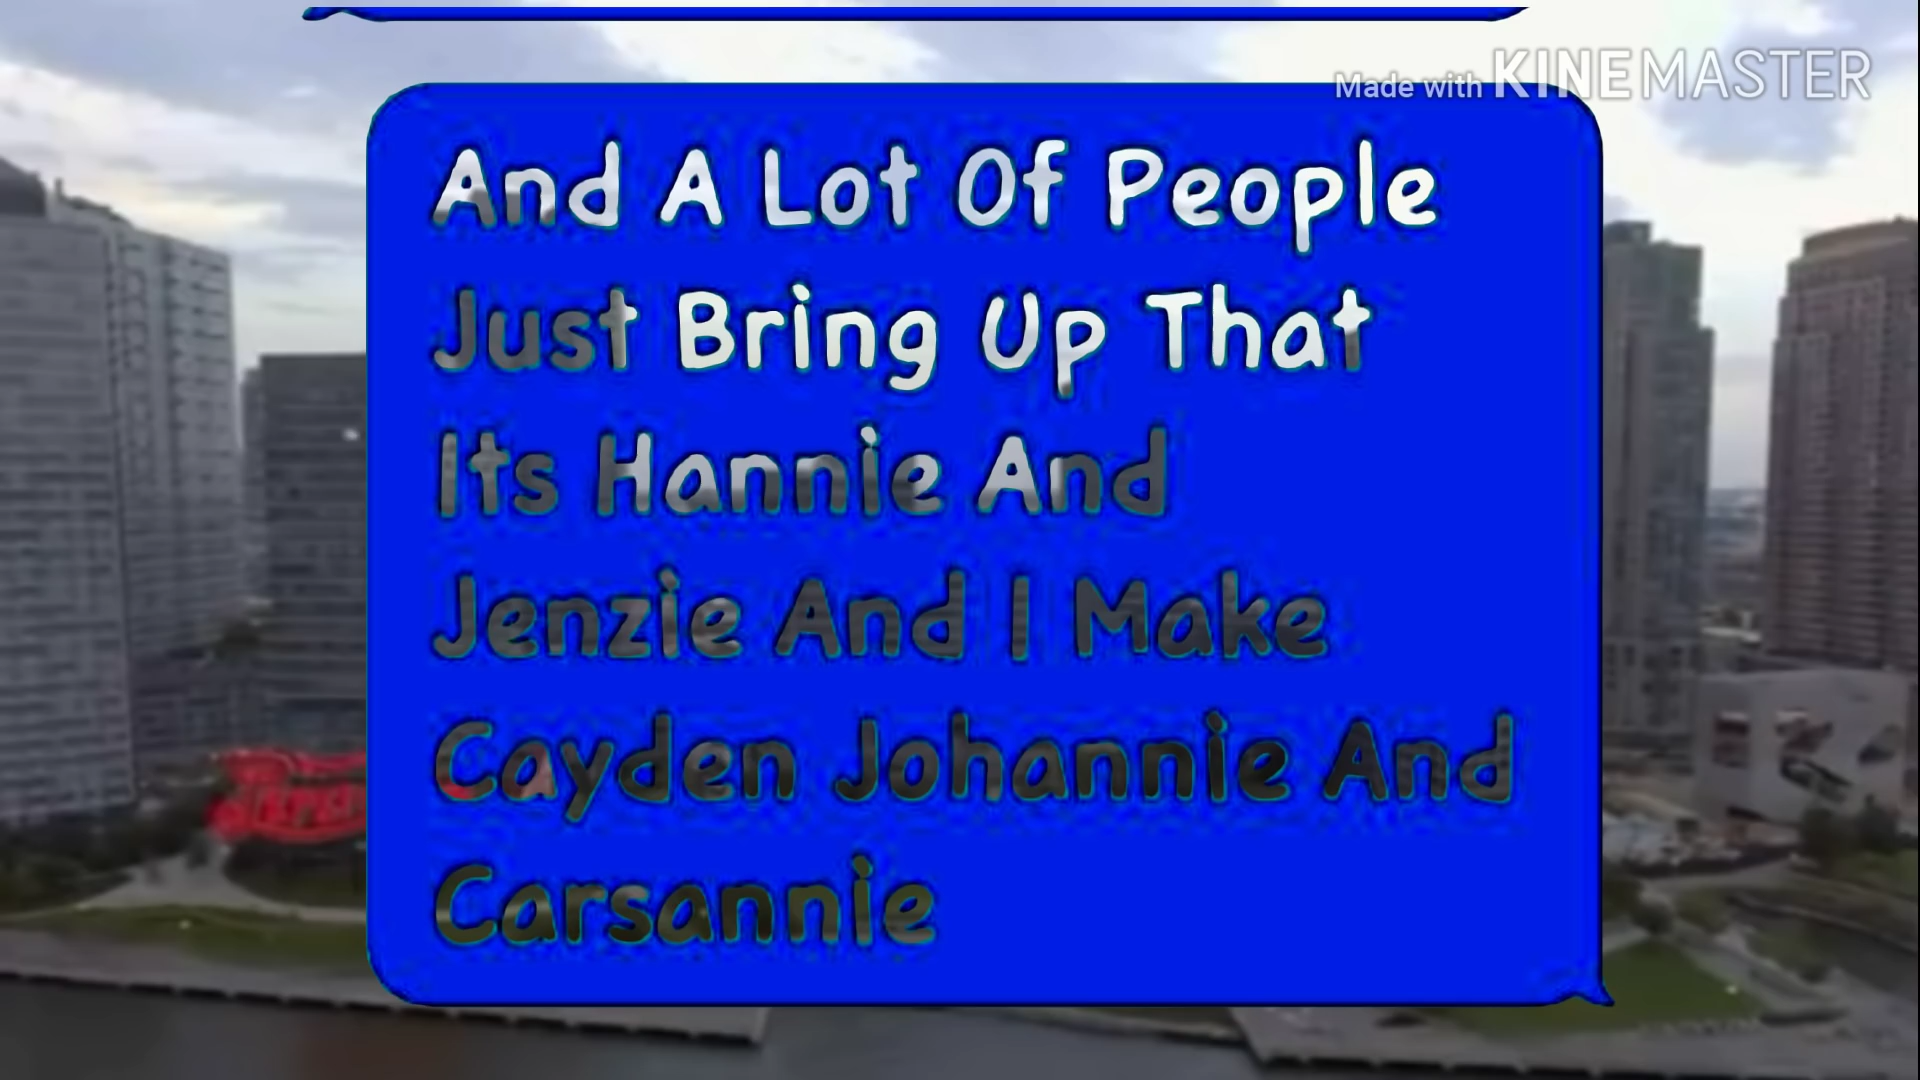 Made with KINEMASTER
And A Lot Of People
Just Bring Up That
Its Hannie And
Jenzie And I Make
Cayden Johannie And
Carsannie